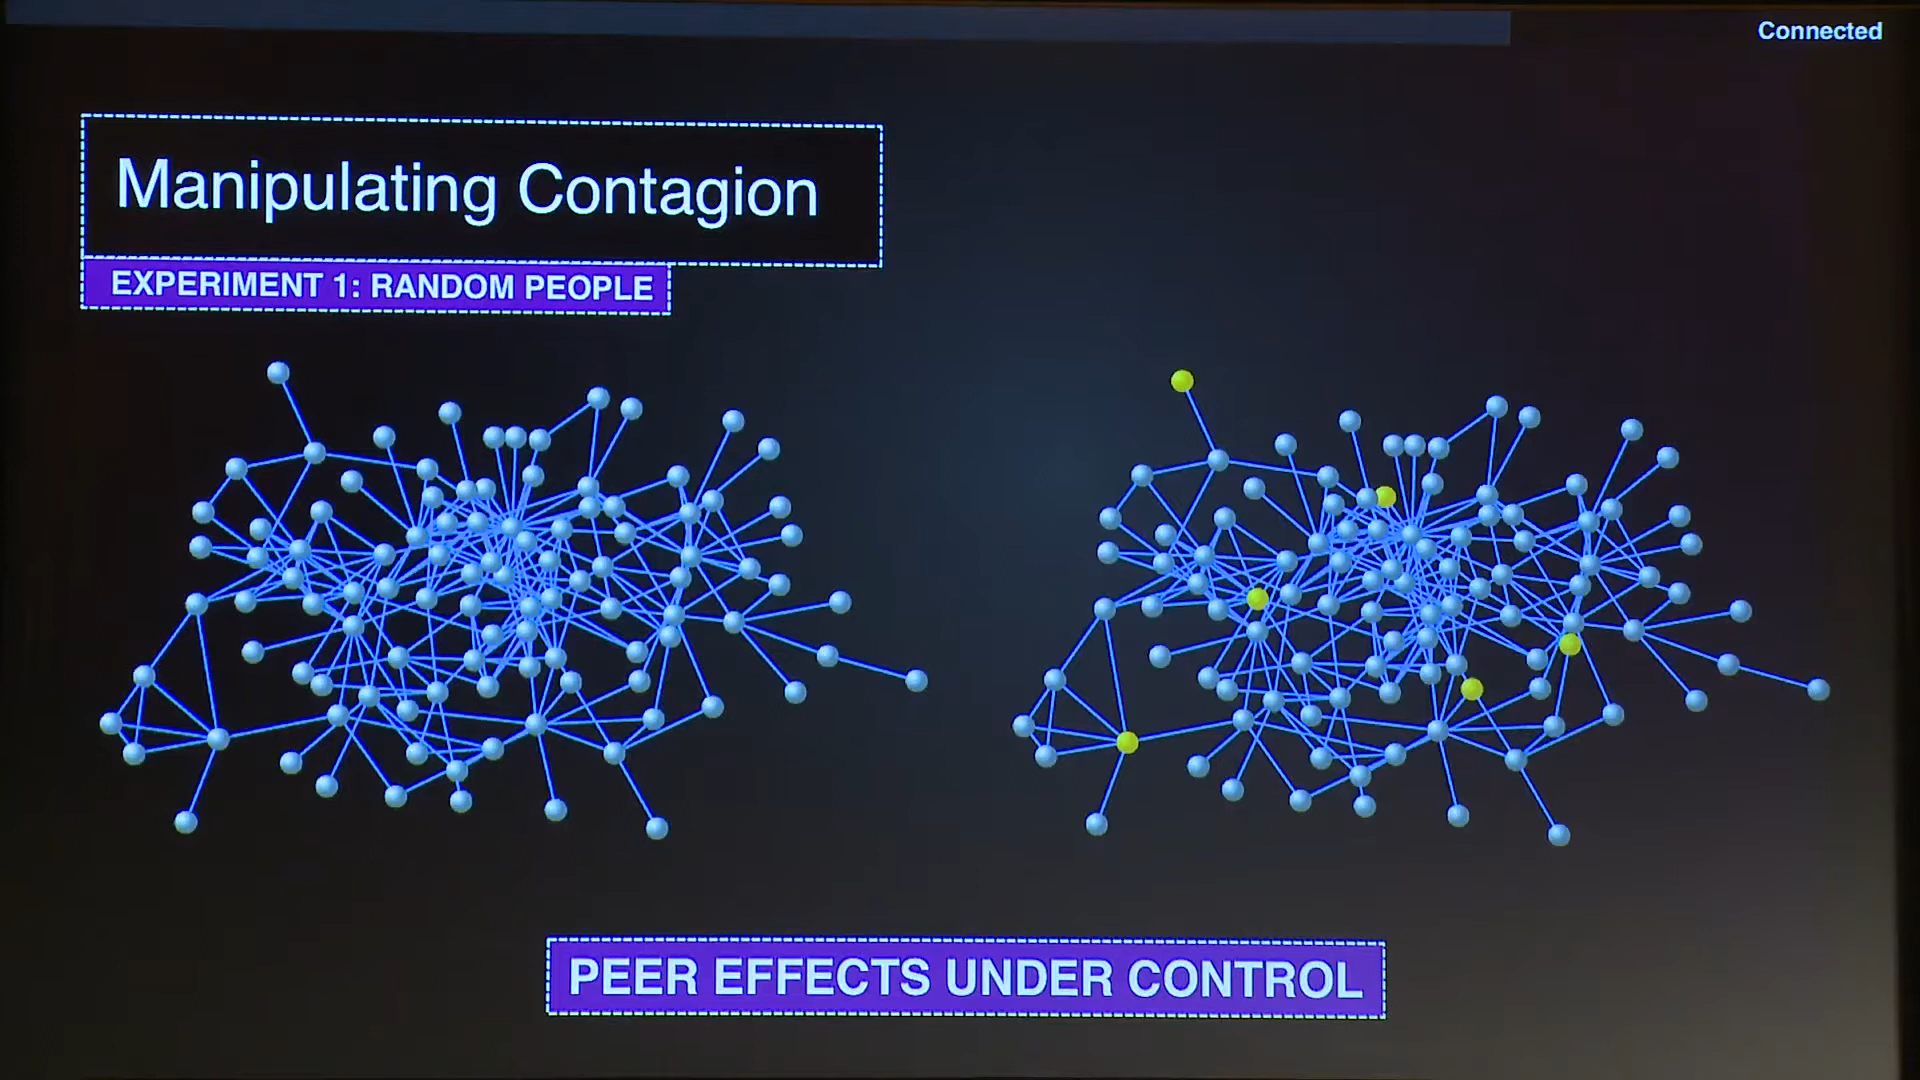 Connected
Manipulating Contagion
EXPERIMENT 1: RANDOM PEOPLE
PEER EFFECTS UNDER CONTROL